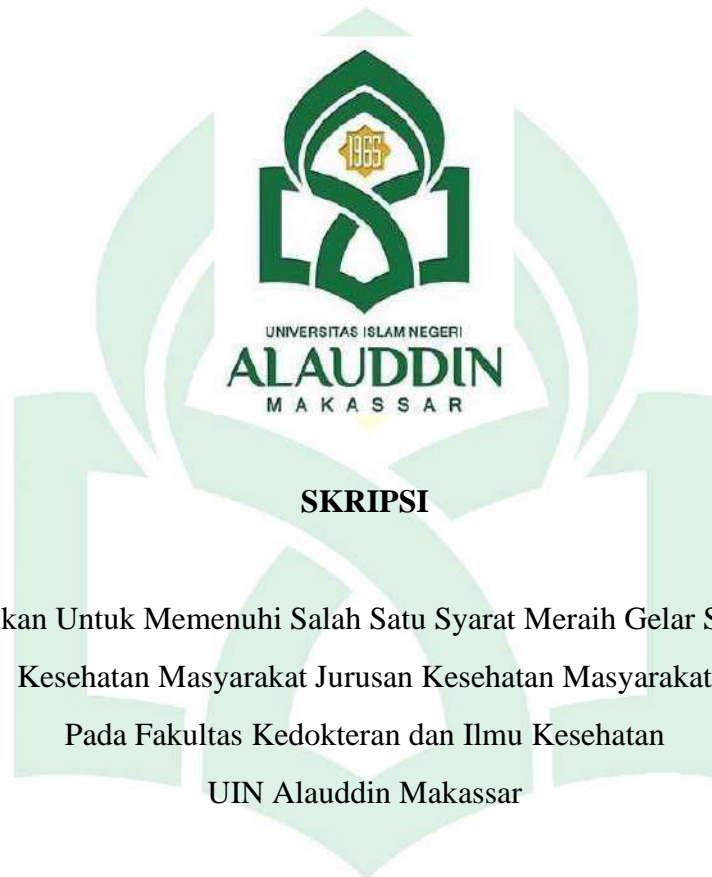 1965
UNIVERSITAS ISLAM NEGERI
ALAUDDIN
MAKASSAR
SKRIPSI
kan Untuk Memenuhi Salah Satu Syarat Meraih Gelar S
Kesehatan Masyarakat Jurusan Kesehatan Masyarakat
Pada Fakultas Kedokteran dan Ilmu Kesehatan
UIN Alauddin Makassar